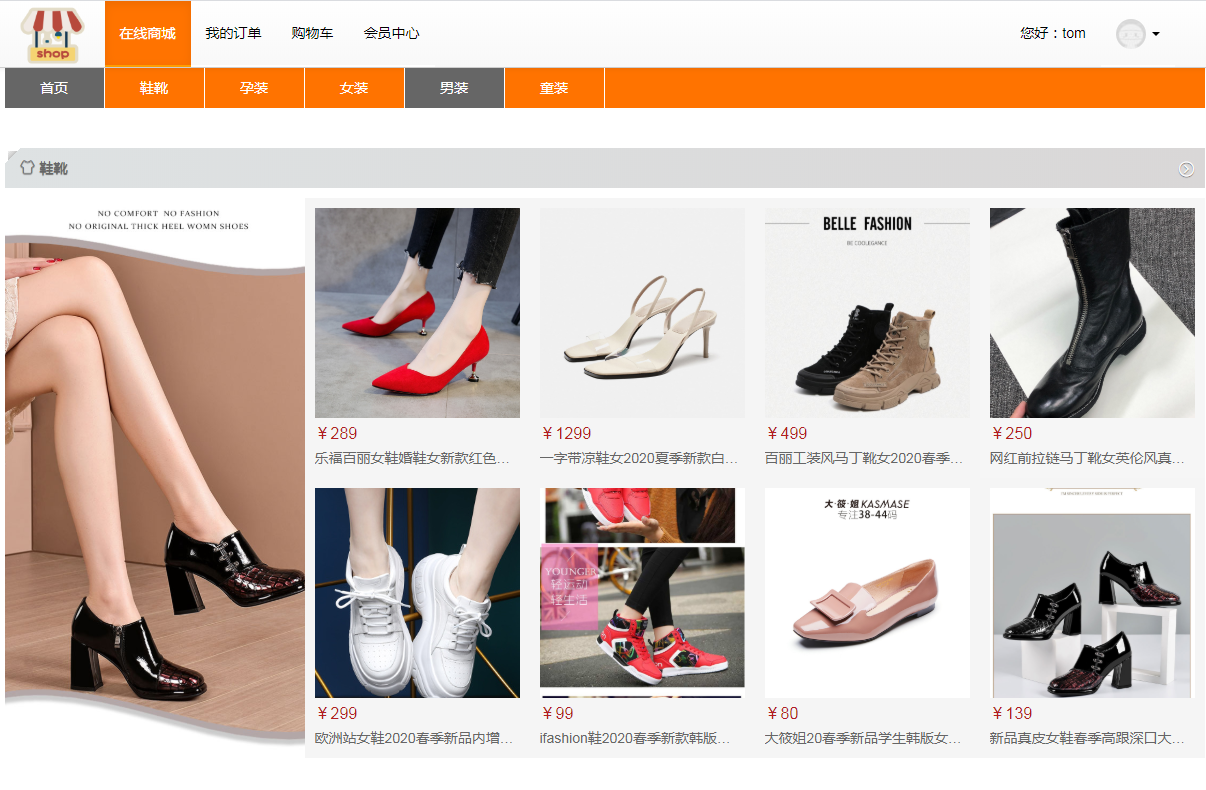 shop
在线商城
我的订单
购物车
会员中心
您好：tom
首页
鞋靴
孕装
女装
男装
童装
鞋靴
NO COMFORT NO FASHION
NO ORIGINAL THICK HEEL WOMN SHOES
BELLE FASHION
BE COOLEGANCE
￥289
￥1299
￥499
￥250
乐福百丽女鞋婚鞋女新款红色...
一字带凉鞋女2020夏季新款白...
百丽工装风马丁靴女2020春季...
网红前拉链马丁靴女英伦风真...
YOUNGER
轻运动
轻生活
大·筱·姐 KASMASE
专注38-44码
￥299
￥99
￥80
￥139
欧洲站女鞋2020春季新品内增...
ifashion鞋2020春季新款韩版...
大筱姐20春季新品学生韩版女...
新品真皮女鞋春季高跟深口大...